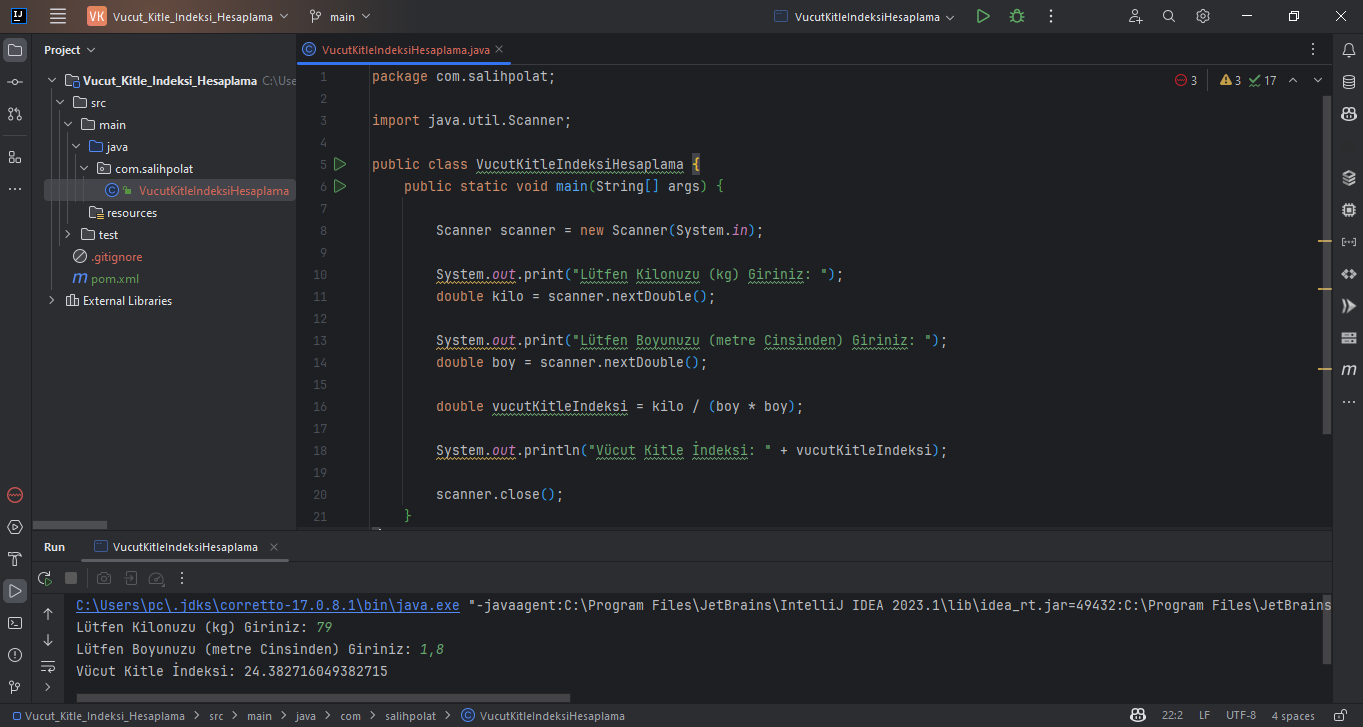 Vucut_Kitle_Indeksi_Hesaplama
main
VucutKitleIndeksiHesaplama
Project
VucutKitleIndeksiHesaplama.java
Vucut_Kitle_Indeksi_Hesaplama C:\Use
src
main
java
com.salihpolat
VucutKitleIndeksiHesaplama
resources
test
.gitignore
pom.xml
External Libraries
3 3 17
1 package com.salihpolat;
2
3 import java.util.Scanner;
4
5 public class VucutKitleIndeksiHesaplama {
6 public static void main(String[] args) {
7
8 Scanner scanner = new Scanner(System.in);
9
10 System.out.print("Lütfen Kilonuzu (kg) Giriniz: ");
11 double kilo = scanner.nextDouble();
12
13 System.out.print("Lütfen Boyunuzu (metre Cinsinden) Giriniz: ");
14 double boy = scanner.nextDouble();
15
16 double vucutKitleIndeksi = kilo / (boy * boy);
17
18 System.out.println("Vücut Kitle İndeksi: " + vucutKitleIndeksi);
19
20 scanner.close();
21 }
Run VucutKitleIndeksiHesaplama
C:\Users\pc\.jdks\corretto-17.0.8.1\bin\java.exe "-javaagent:C:\Program Files\JetBrains\IntelliJ IDEA 2023.1\lib\idea_rt.jar=49432:C:\Program Files\JetBrains
Lütfen Kilonuzu (kg) Giriniz: 79
Lütfen Boyunuzu (metre Cinsinden) Giriniz: 1,8
Vücut Kitle İndeksi: 24.382716049382715
Vucut_Kitle_Indeksi_Hesaplama > src > main > java > com > salihpolat > VucutKitleIndeksiHesaplama
22:2 LF UTF-8 4 spaces